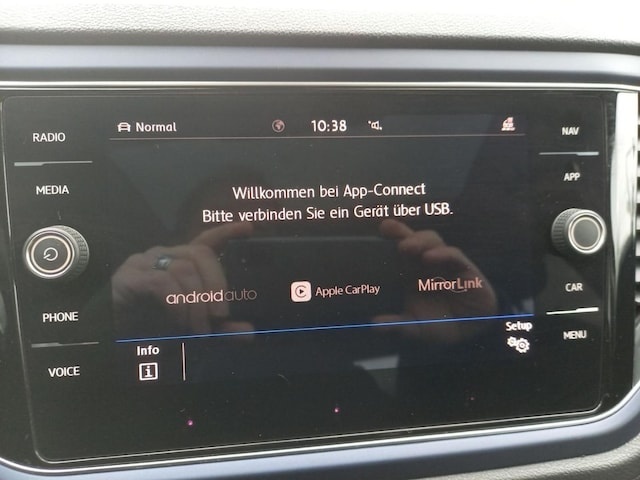 RADIO
MEDIA
PHONE
VOICE
Normal
10:38
Willkommen bei App-Connect
Bitte verbinden Sie ein Gerät über USB.
androidauto
Apple CarPlay
MirrorLink
Info
i
Setup
NAV
APP
CAR
MENU